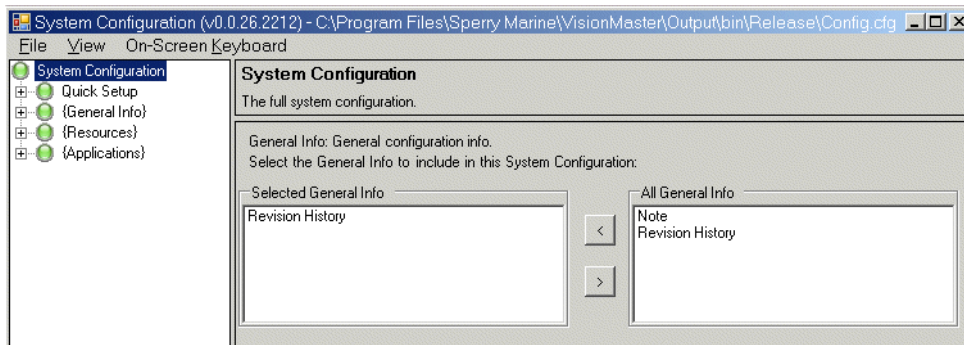 System Configuration (v0.0.26.2212) - C:\Program Files\Sperry Marine\VisionMaster\Output\bin\Release\Config.cfg
File View On-Screen Keyboard
System Configuration
Quick Setup
{General Info}
{Resources}
{Applications}
System Configuration
The full system configuration.
General Info: General configuration info.
Select the General Info to include in this System Configuration:
Selected General Info
Revision History
<
>
All General Info
Note
Revision History